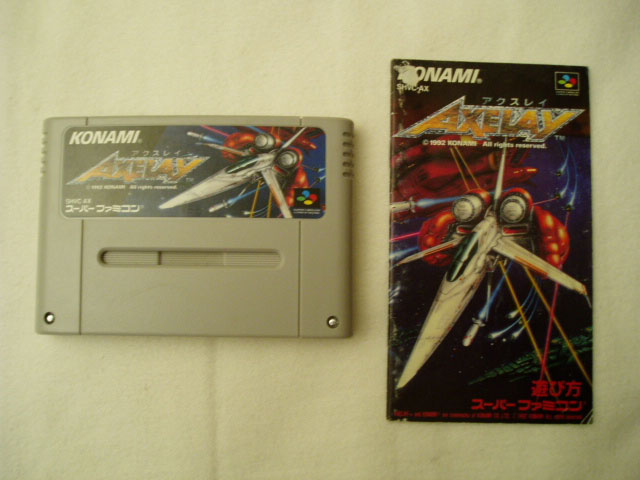 KONAMI®
アクスレイ
AXELAY
© 1992 KONAMI All rights reserved.
SHVC-AX
スーパーファミコン
KONAMI®
SHVC-AX
アクスレイ
AXELAY™
© 1992 KONAMI All rights reserved.
遊び方
スーパーファミコン®